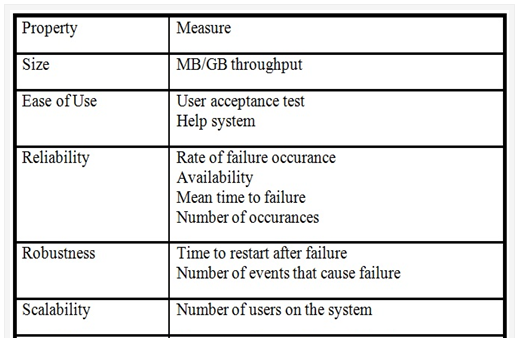 Property Measure
Size MB/GB throughput
Ease of Use User acceptance test
Help system
Reliability Rate of failure occurance
Availability
Mean time to failure
Number of occurances
Robustness Time to restart after failure
Number of events that cause failure
Scalability Number of users on the system